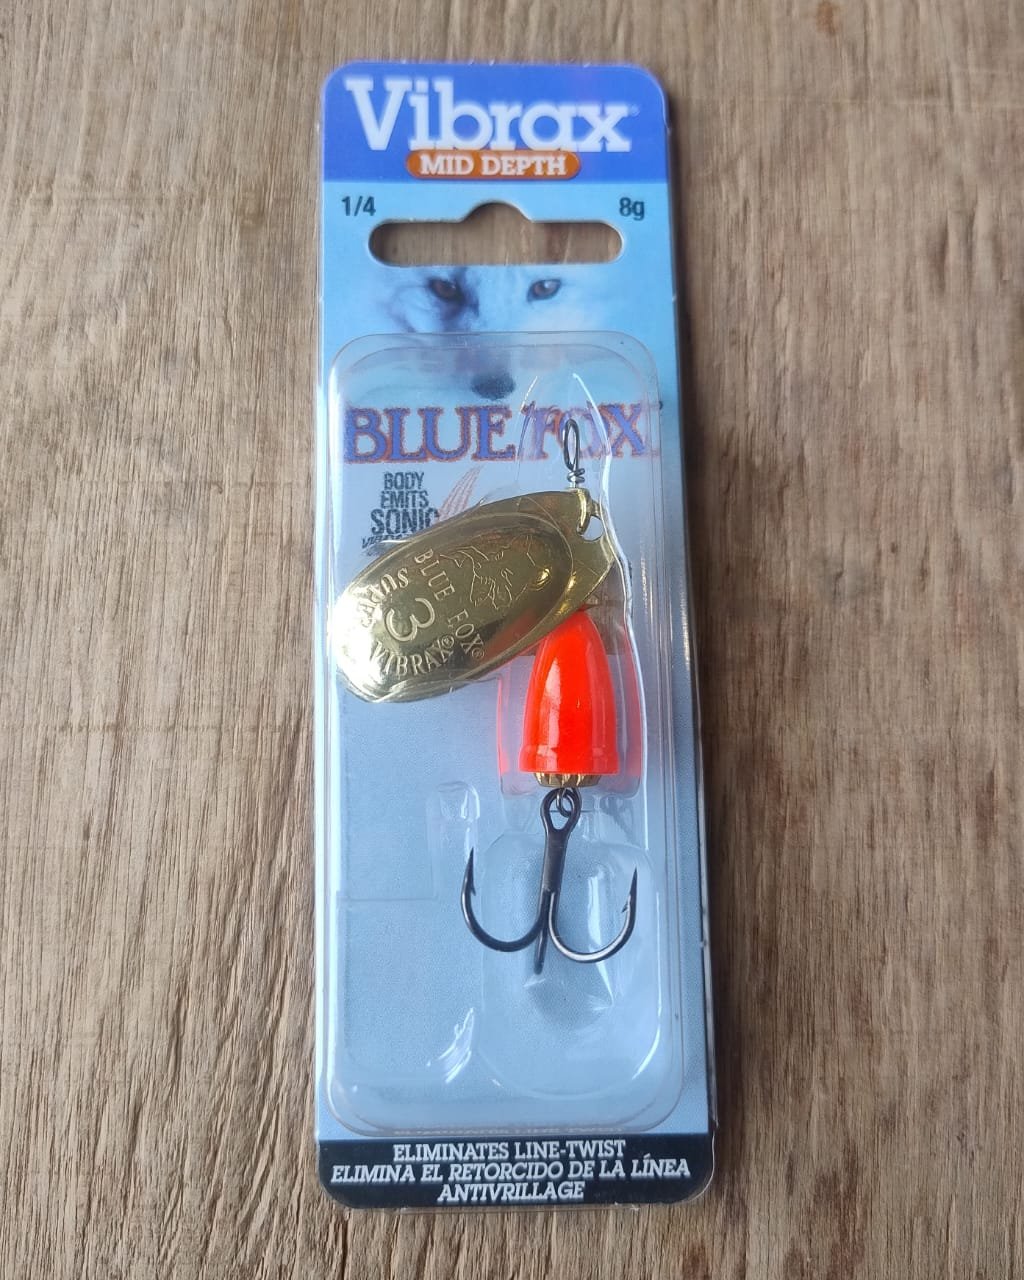 Vibrax®
MID DEPTH
1/4 8g
BLUE FOX
BODY
EMITS
SONIC
BLUE FOX®
SUPER
3
VIBRAX®
ELIMINATES LINE-TWIST
ELIMINA EL RETORCIDO DE LA LÍNEA
ANTIVRILLAGE